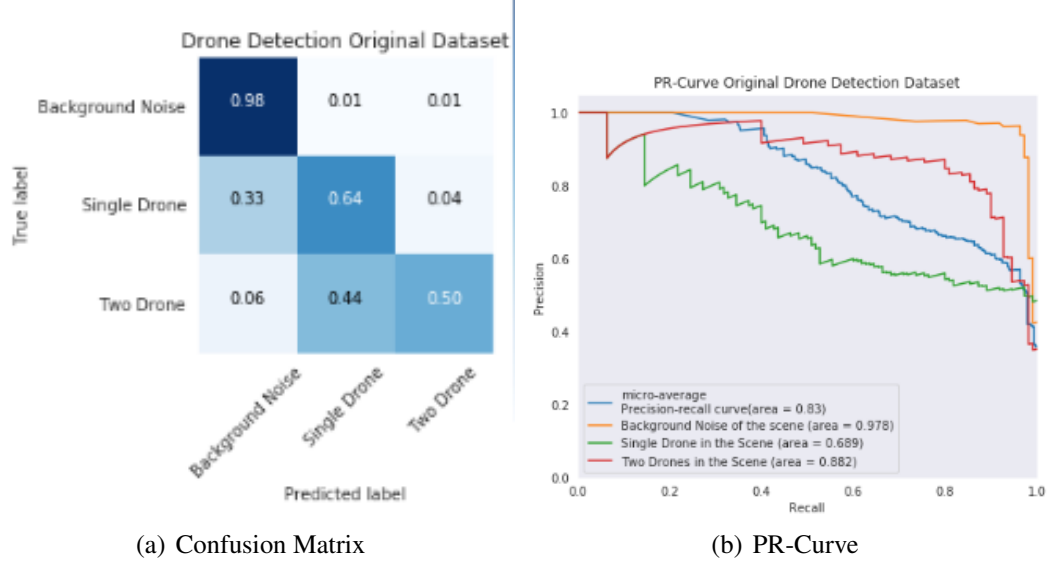 Drone Detection Original Dataset
True label
Background Noise
0.98 0.01 0.01
Single Drone
0.33 0.64 0.04
Two Drone
0.06 0.44 0.50
Background Noise
Single Drone
Two Drone
Predicted label
(a) Confusion Matrix
PR-Curve Original Drone Detection Dataset
Precision
1.0
0.8
0.6
0.4
0.2
0.0
micro-average
Precision-recall curve(area = 0.83)
Background Noise of the scene (area = 0.978)
Single Drone in the Scene (area = 0.689)
Two Drones in the Scene (area = 0.882)
0.0 0.2 0.4 0.6 0.8 1.0
Recall
(b) PR-Curve